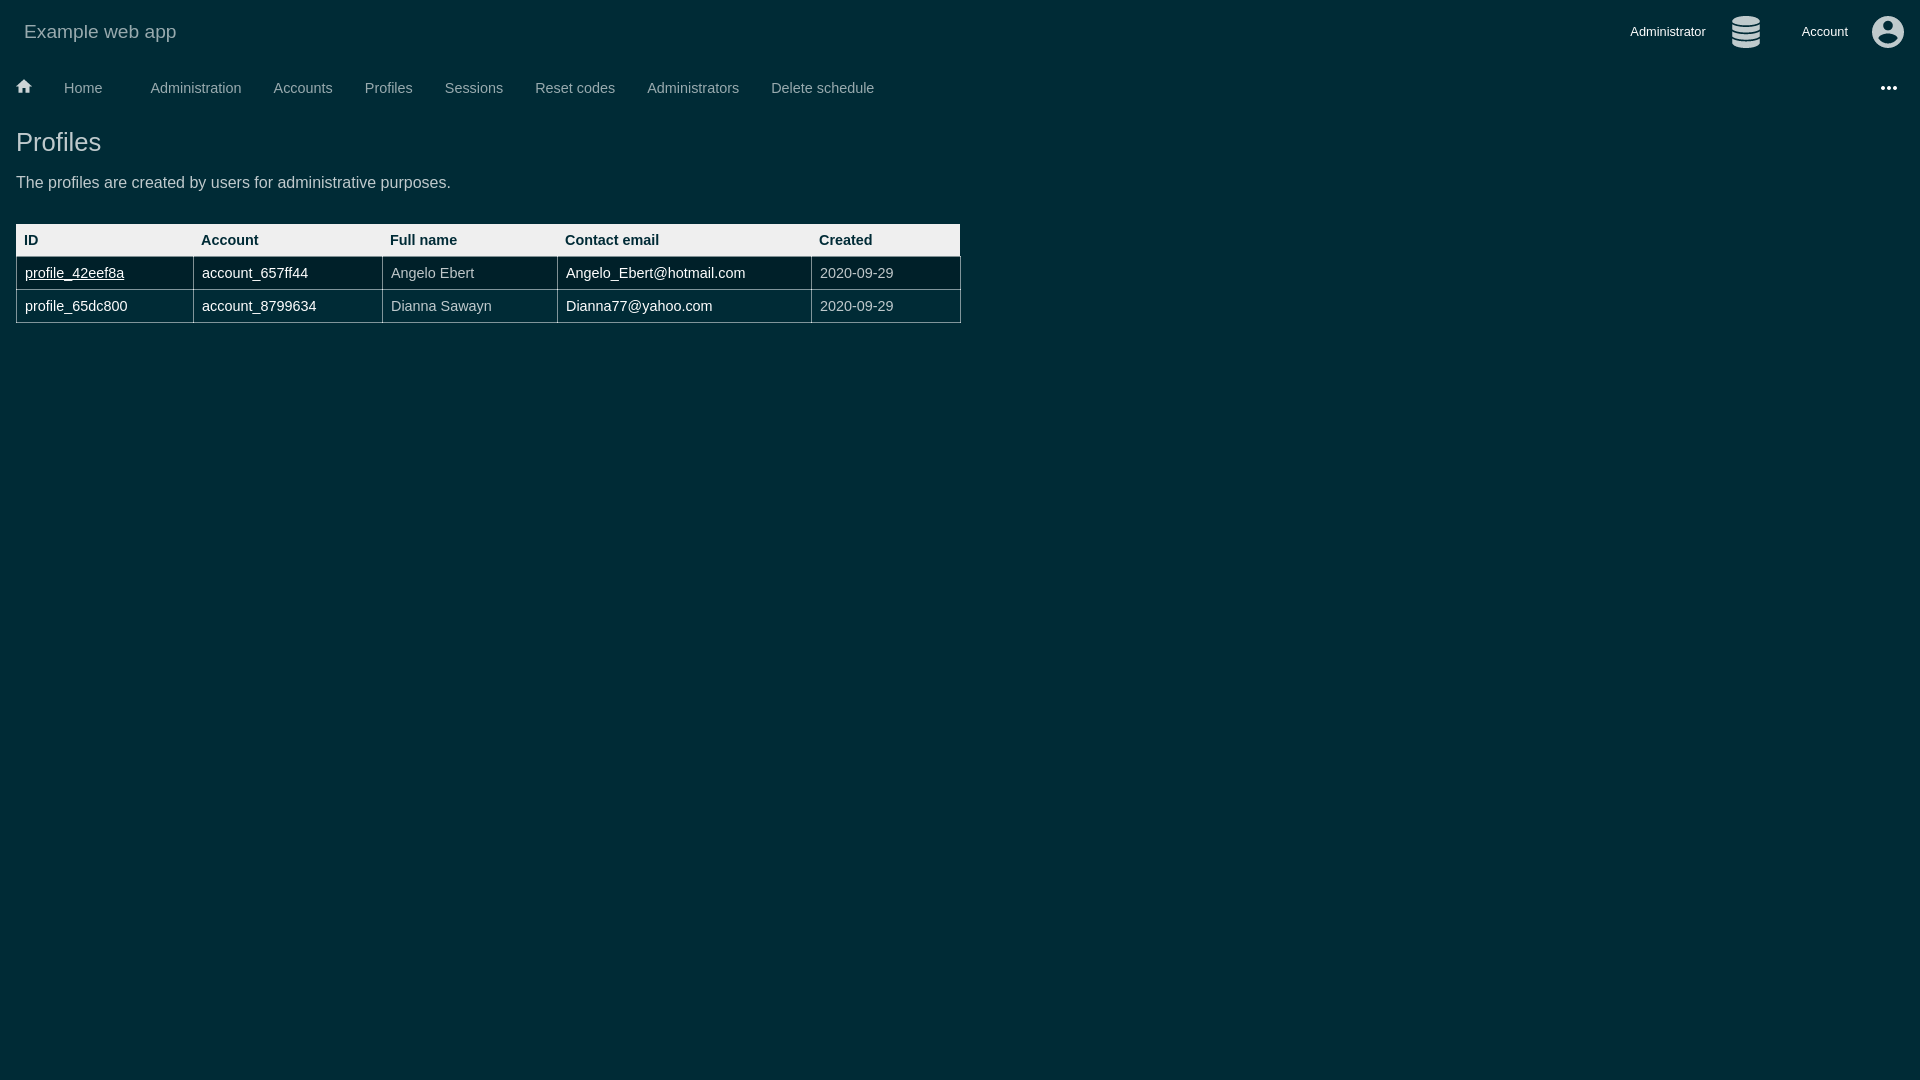 Example web app
Administrator Account
Home Administration Accounts Profiles Sessions Reset codes Administrators Delete schedule
Profiles
The profiles are created by users for administrative purposes.
ID Account Full name Contact email Created
profile_42eef8a account_657ff44 Angelo Ebert Angelo_Ebert@hotmail.com 2020-09-29
profile_65dc800 account_8799634 Dianna Sawayn Dianna77@yahoo.com 2020-09-29